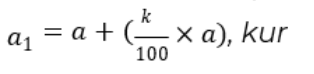 a₁ = a + (k/100 × a), kur